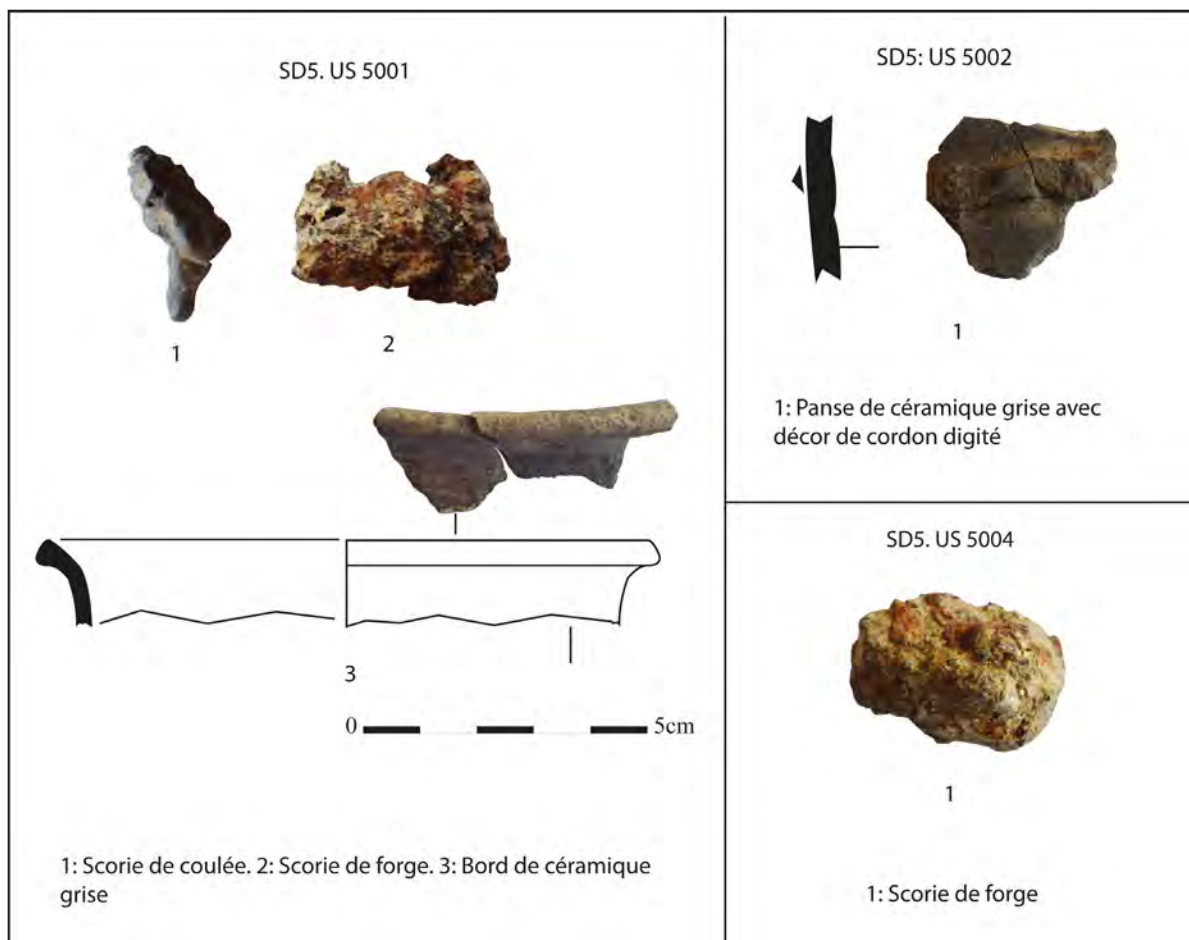 SD5. US 5001
1
2
3
0 5cm
1: Scorie de coulée. 2: Scorie de forge. 3: Bord de céramique
grise
SD5: US 5002
1
1: Panse de céramique grise avec
décor de cordon digité
SD5. US 5004
1
1: Scorie de forge